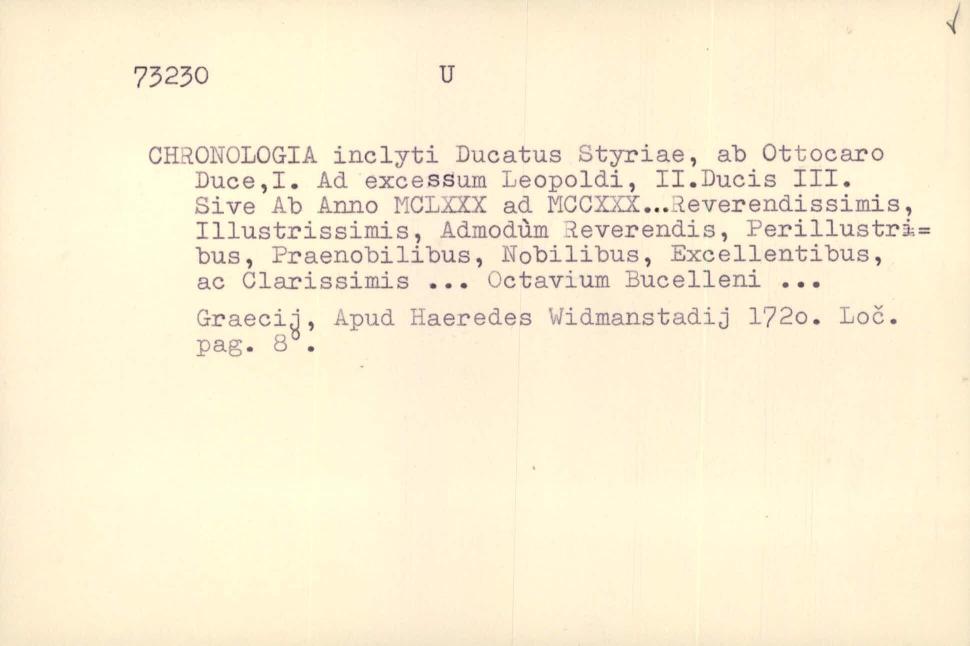 73230 U
CHRONOLOGIA inclyti Ducatus Styriae, ab Ottocaro
Duce,I. Ad excessum Leopoldi, II.Ducis III.
Sive Ab Anno MCLXXX ad MCCXXX...Reverendissimis,
Illustrissimis, Admodùm Reverendis, Perillustri=
bus, Praenobilibus, Nobilibus, Excellentibus,
ac Clarissimis ... Octavium Bucelleni ...
Graecij, Apud Haeredes Widmanstadij 172o. Loč.
pag. 8°.